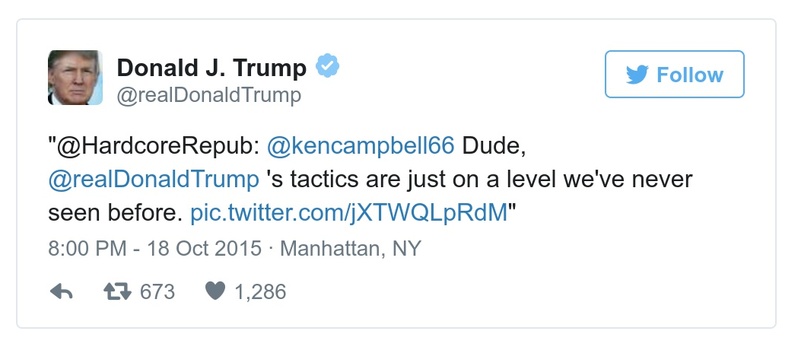 Donald J. Trump
@realDonaldTrump
Follow
"@HardcoreRepub: @kencampbell66 Dude,
@realDonaldTrump 's tactics are just on a level we've never
seen before. pic.twitter.com/jXTWQLpRdM"
8:00 PM - 18 Oct 2015 · Manhattan, NY
673 1,286